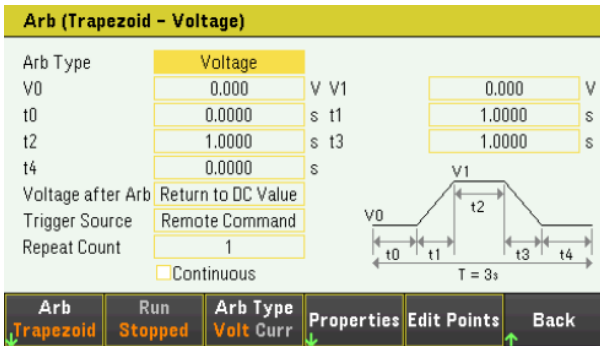 Arb (Trapezoid – Voltage)
Arb Type Voltage
V0 0.000 V V1 0.000 V
t0 0.0000 s t1 1.0000 s
t2 1.0000 s t3 1.0000 s
t4 0.0000 s
Voltage after Arb Return to DC Value
Trigger Source Remote Command
Repeat Count 1
Continuous
V1
V0
t2
t0 t1 t3 t4
T = 3s
Arb Run Arb Type Properties Edit Points Back
Trapezoid Stopped Volt Curr